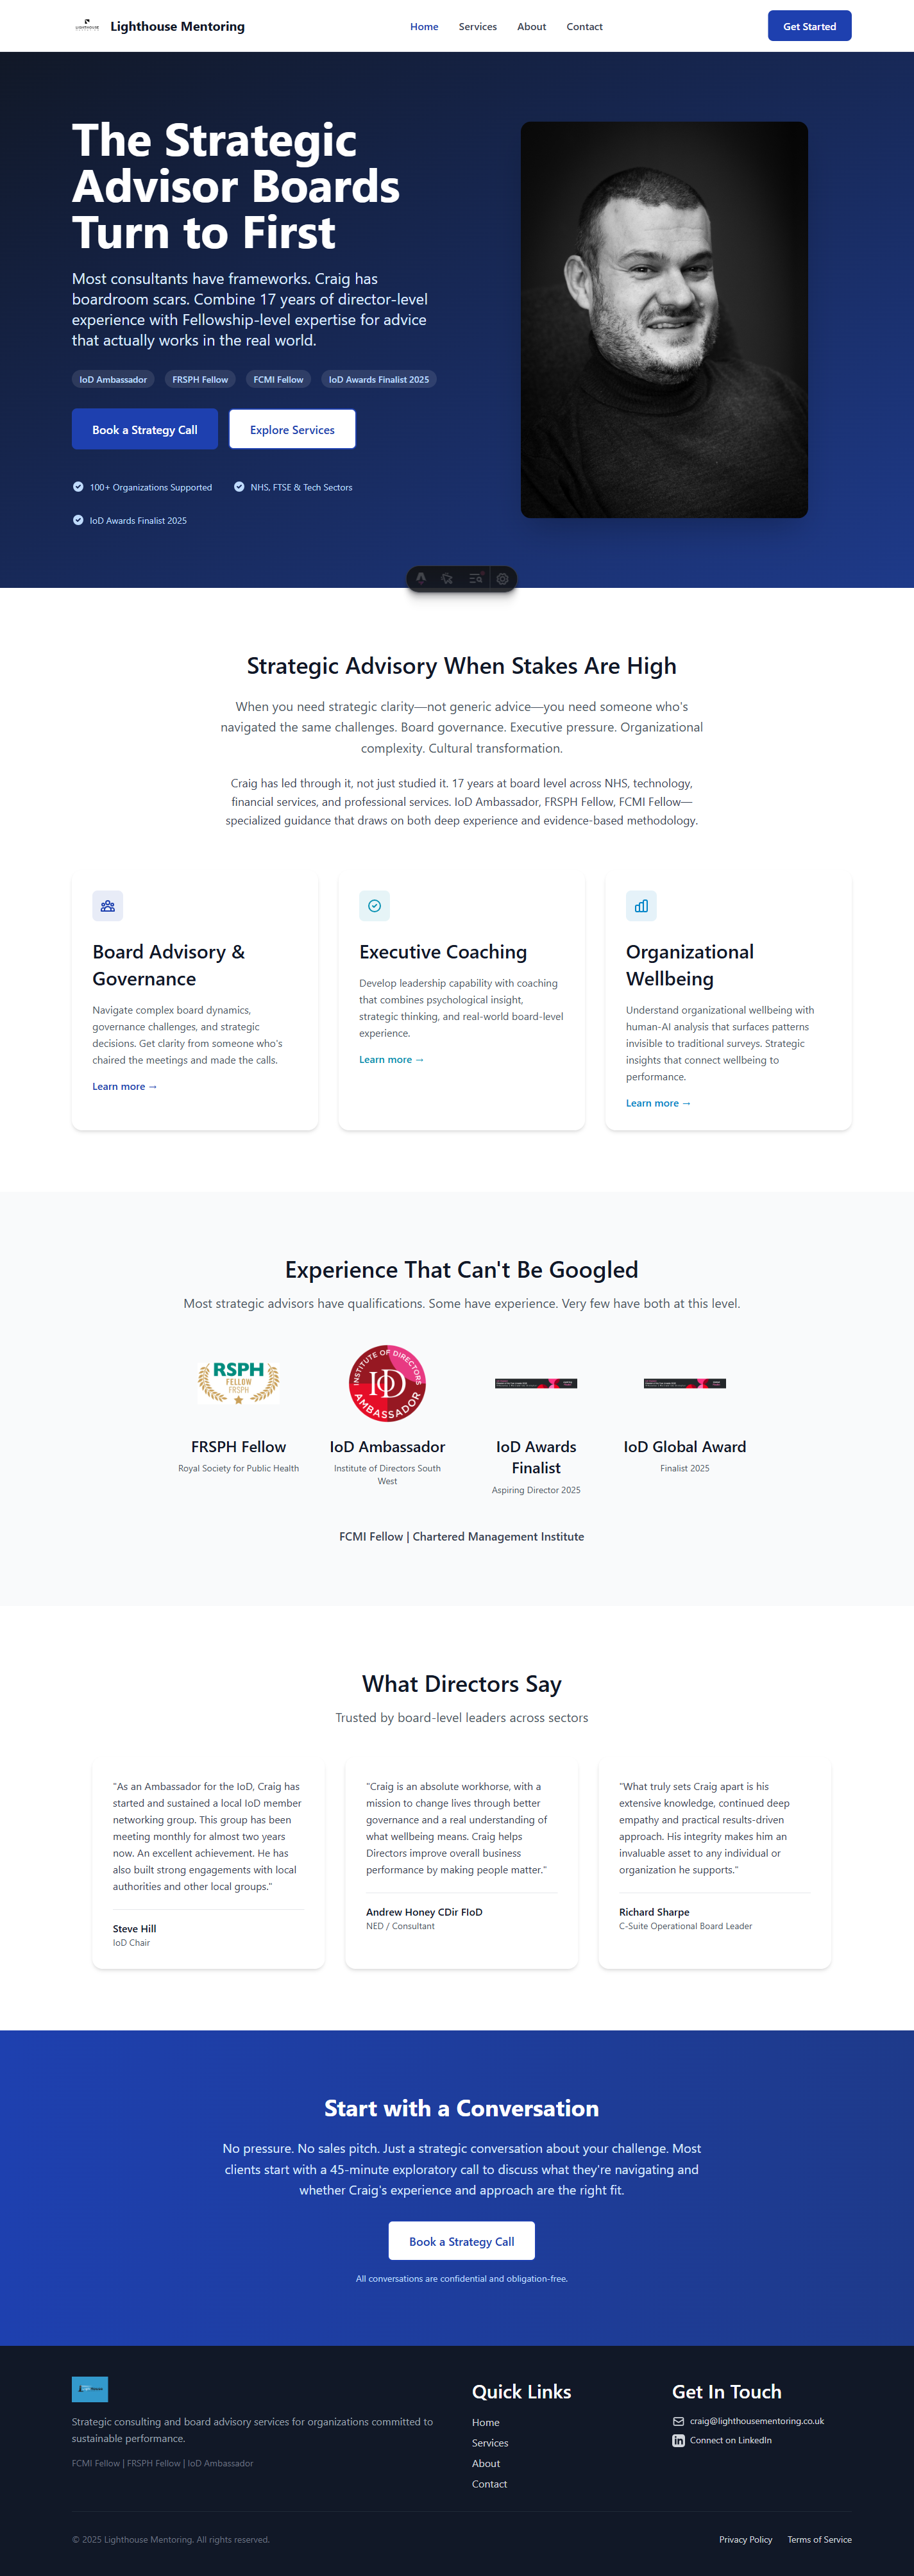 LIGHTHOUSE
Lighthouse Mentoring
Home
Services
About
Contact
Get Started
The Strategic
Advisor Boards
Turn to First
Most consultants have frameworks. Craig has
boardroom scars. Combine 17 years of director-level
experience with Fellowship-level expertise for advice
that actually works in the real world.
IoD Ambassador
FRSPH Fellow
FCMI Fellow
IoD Awards Finalist 2025
Book a Strategy Call
Explore Services
100+ Organizations Supported
NHS, FTSE & Tech Sectors
IoD Awards Finalist 2025
Strategic Advisory When Stakes Are High
When you need strategic clarity—not generic advice—you need someone who's
navigated the same challenges. Board governance. Executive pressure. Organizational
complexity. Cultural transformation.
Craig has led through it, not just studied it. 17 years at board level across NHS, technology,
financial services, and professional services. IoD Ambassador, FRSPH Fellow, FCMI Fellow—
specialized guidance that draws on both deep experience and evidence-based methodology.
Board Advisory &
Governance
Navigate complex board dynamics,
governance challenges, and strategic
decisions. Get clarity from someone who's
chaired the meetings and made the calls.
Learn more →
Executive Coaching
Develop leadership capability with coaching
that combines psychological insight,
strategic thinking, and real-world board-level
experience.
Learn more →
Organizational
Wellbeing
Understand organizational wellbeing with
human-AI analysis that surfaces patterns
invisible to traditional surveys. Strategic
insights that connect wellbeing to
performance.
Learn more →
Experience That Can't Be Googled
Most strategic advisors have qualifications. Some have experience. Very few have both at this level.
RSPH
FELLOW
FRSPH
FRSPH Fellow
Royal Society for Public Health
INSTITUTE OF DIRECTORS
IoD
AMBASSADOR
IoD Ambassador
Institute of Directors South
West
IoD Awards
Finalist
Aspiring Director 2025
IoD Global Award
Finalist 2025
FCMI Fellow | Chartered Management Institute
What Directors Say
Trusted by board-level leaders across sectors
"As an Ambassador for the IoD, Craig has
started and sustained a local IoD member
networking group. This group has been
meeting monthly for almost two years
now. An excellent achievement. He has
also built strong engagements with local
authorities and other local groups."
Steve Hill
IoD Chair
"Craig is an absolute workhorse, with a
mission to change lives through better
governance and a real understanding of
what wellbeing means. Craig helps
Directors improve overall business
performance by making people matter."
Andrew Honey CDir FIoD
NED / Consultant
"What truly sets Craig apart is his
extensive knowledge, continued deep
empathy and practical results-driven
approach. His integrity makes him an
invaluable asset to any individual or
organization he supports."
Richard Sharpe
C-Suite Operational Board Leader
Start with a Conversation
No pressure. No sales pitch. Just a strategic conversation about your challenge. Most
clients start with a 45-minute exploratory call to discuss what they're navigating and
whether Craig's experience and approach are the right fit.
Book a Strategy Call
All conversations are confidential and obligation-free.
Strategic consulting and board advisory services for organizations committed to
sustainable performance.
FCMI Fellow | FRSPH Fellow | IoD Ambassador
Quick Links
Home
Services
About
Contact
Get In Touch
craig@lighthousementoring.co.uk
Connect on LinkedIn
© 2025 Lighthouse Mentoring. All rights reserved.
Privacy Policy
Terms of Service